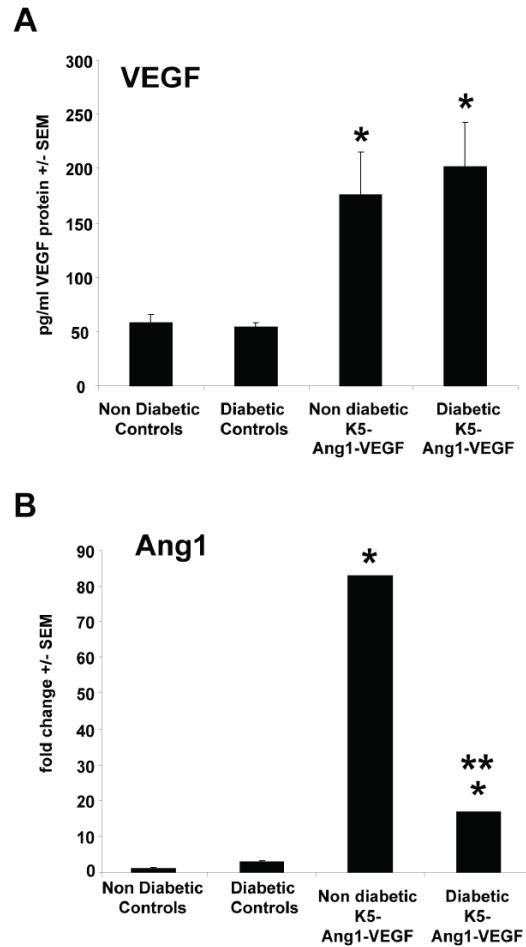 A
VEGF
pg/ml VEGF protein +/- SEM
300
250
200
150
100
50
0
*
*
Non Diabetic
Controls
Diabetic
Controls
Non diabetic
K5-
Ang1-VEGF
Diabetic
K5-
Ang1-VEGF
B
Ang1
fold change +/- SEM
90
80
70
60
50
40
30
20
10
0
*
**
*
Non Diabetic
Controls
Diabetic
Controls
Non diabetic
K5-
Ang1-VEGF
Diabetic
K5-
Ang1-VEGF